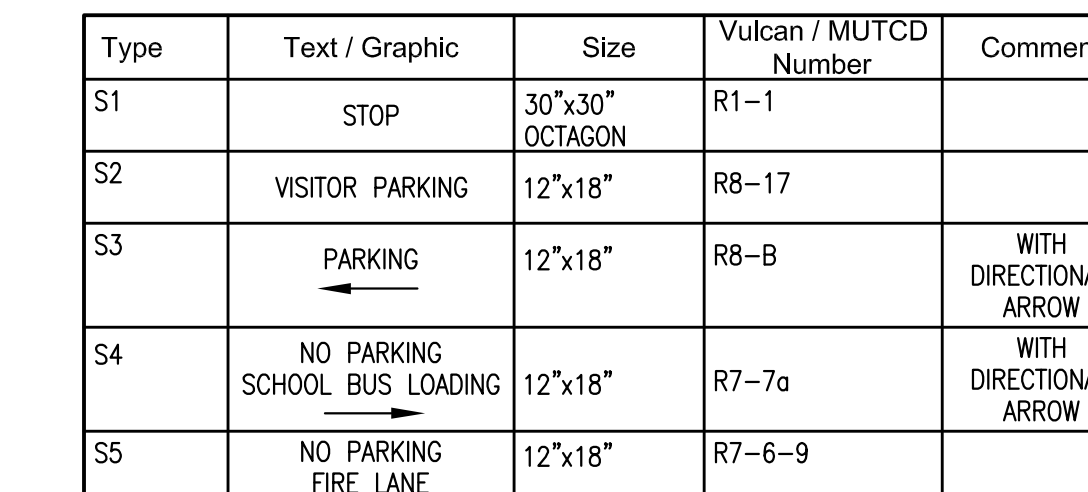 Type Text / Graphic Size Vulcan / MUTCD Number
S1 STOP 30"x30" OCTAGON R1-1
S2 VISITOR PARKING 12"x18" R8-17
S3 PARKING 12"x18" R8-B WITH ARROW
S4 NO PARKING SCHOOL BUS LOADING 12"x18" R7-7a WITH ARROW
S5 NO PARKING FIRE LANE 12"x18" R7-6-9